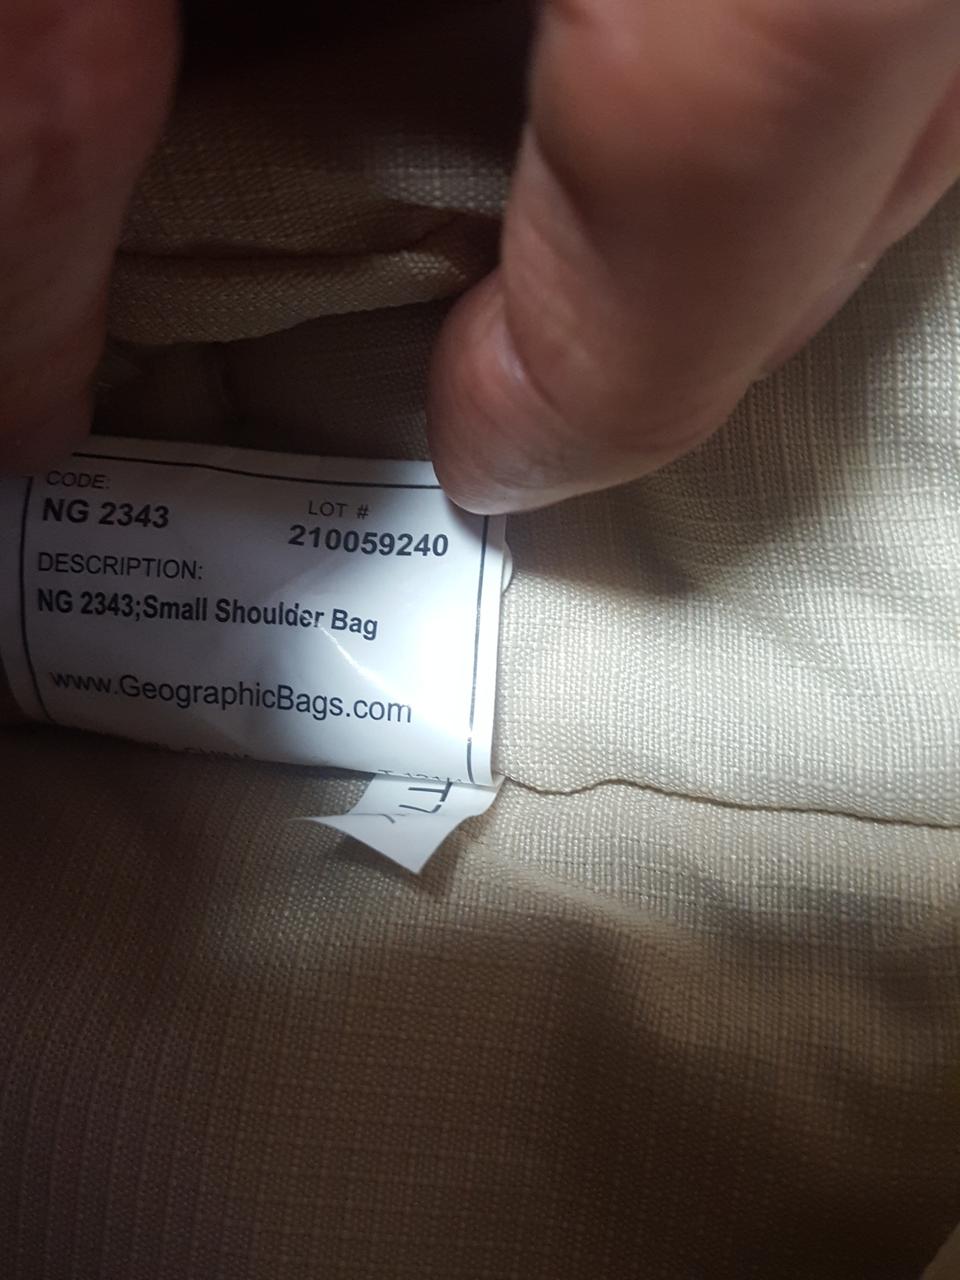 CODE:
NG 2343
LOT #
210059240
DESCRIPTION:
NG 2343;Small Shoulder Bag
www.GeographicBags.com